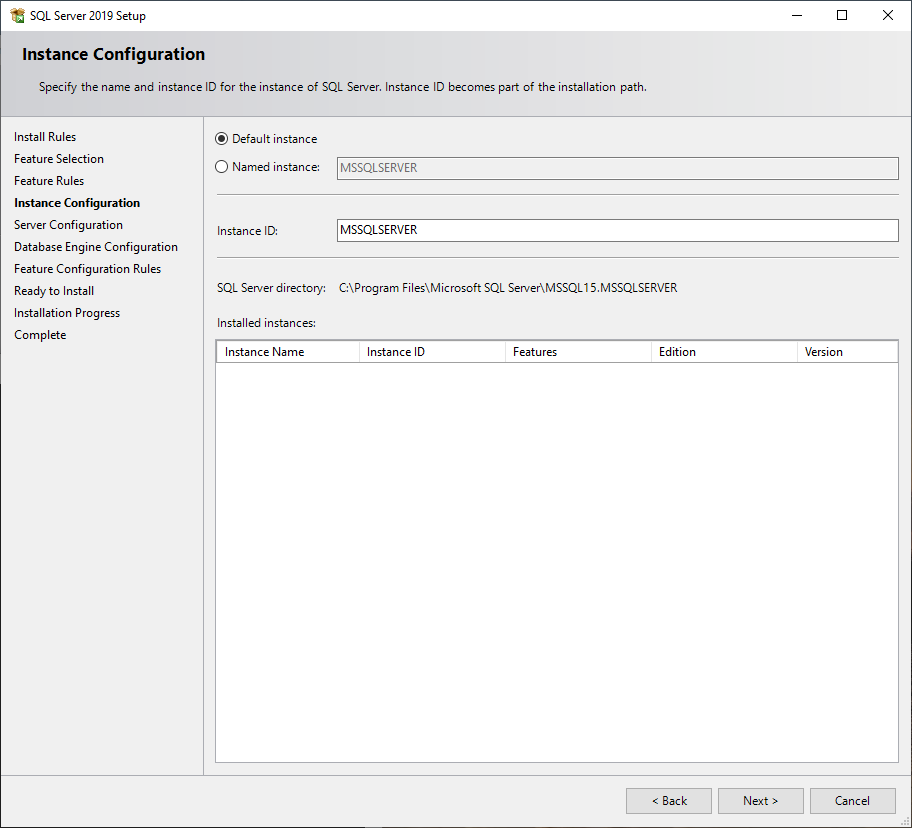 SQL Server 2019 Setup
Instance Configuration
Specify the name and instance ID for the instance of SQL Server. Instance ID becomes part of the installation path.
Install Rules
Feature Selection
Feature Rules
Instance Configuration
Server Configuration
Database Engine Configuration
Feature Configuration Rules
Ready to Install
Installation Progress
Complete
Default instance
Named instance: MSSQLSERVER
Instance ID: MSSQLSERVER
SQL Server directory: C:\Program Files\Microsoft SQL Server\MSSQL15.MSSQLSERVER
Installed instances:
Instance Name Instance ID Features Edition Version
< Back Next > Cancel